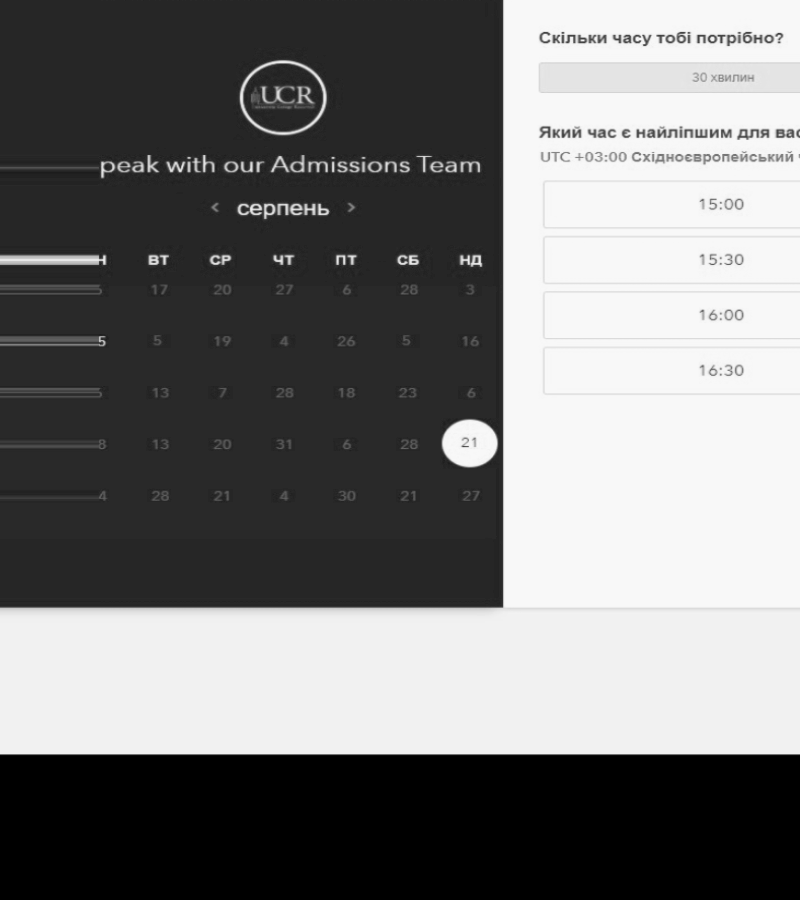 UCR
peak with our Admissions Team
< серпень >
Н ВТ СР ЧТ ПТ СБ НД
17 20 27 6 28 3
5 5 19 4 26 5 16
13 7 28 18 23 6
8 13 20 31 6 28 21
4 28 21 4 30 21 27
Скільки часу тобі потрібно?
30 хвилин
Який час є найліпшим для вас
UTC +03:00 Східноєвропейський ч
15:00
15:30
16:00
16:30